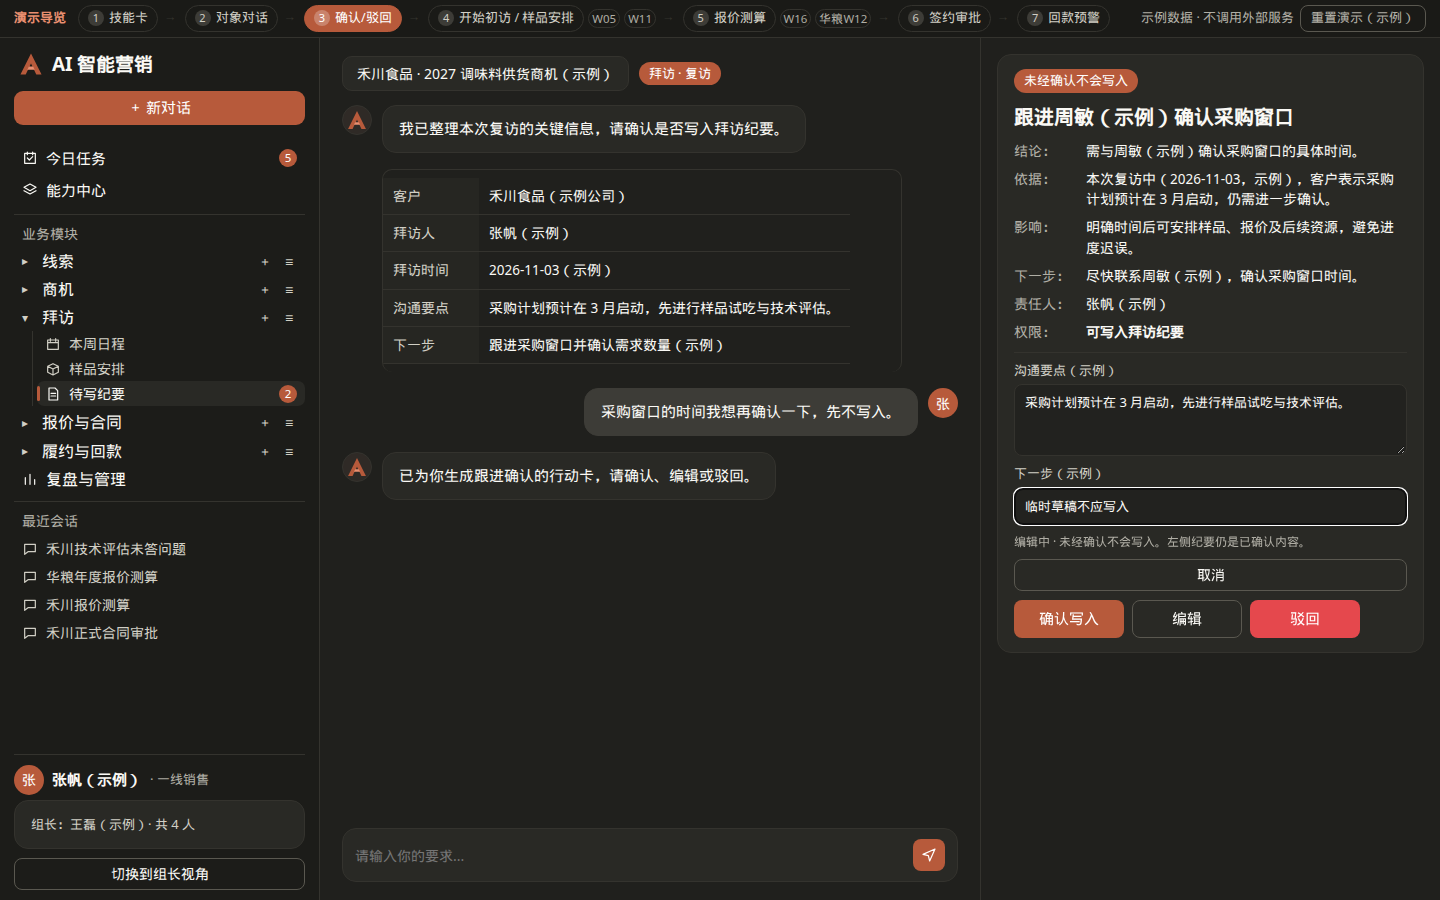 演示导览 1 技能卡 → 2 对象对话 → 3 确认/驳回 → 4 开始初访 / 样品安排 W05 W11 → 5 报价测算 W16 华粮W12 → 6 签约审批 → 7 回款预警 示例数据 · 不调用外部服务 重置演示（示例）
AI 智能营销
+ 新对话
今日任务 5
能力中心
业务模块
▸ 线索 + ≡
▸ 商机 + ≡
▾ 拜访 + ≡
本周日程
样品安排
待写纪要 2
▸ 报价与合同 + ≡
▸ 履约与回款 + ≡
复盘与管理
最近会话
禾川技术评估未答问题
华粮年度报价测算
禾川报价测算
禾川正式合同审批
张 张帆（示例） · 一线销售
组长：王磊（示例）· 共 4 人
切换到组长视角
禾川食品 · 2027 调味料供货商机（示例） 拜访 · 复访
我已整理本次复访的关键信息，请确认是否写入拜访纪要。
客户 禾川食品（示例公司）
拜访人 张帆（示例）
拜访时间 2026-11-03（示例）
沟通要点 采购计划预计在 3 月启动，先进行样品试吃与技术评估。
下一步 跟进采购窗口并确认需求数量（示例）
采购窗口的时间我想再确认一下，先不写入。 张
已为你生成跟进确认的行动卡，请确认、编辑或驳回。
请输入你的要求...
未经确认不会写入
跟进周敏（示例）确认采购窗口
结论： 需与周敏（示例）确认采购窗口的具体时间。
依据： 本次复访中（2026-11-03，示例），客户表示采购
计划预计在 3 月启动，仍需进一步确认。
影响： 明确时间后可安排样品、报价及后续资源，避免进
度迟误。
下一步： 尽快联系周敏（示例），确认采购窗口时间。
责任人： 张帆（示例）
权限： 可写入拜访纪要
沟通要点（示例）
采购计划预计在 3 月启动，先进行样品试吃与技术评估。
下一步（示例）
临时草稿不应写入
编辑中 · 未经确认不会写入。左侧纪要仍是已确认内容。
取消
确认写入 编辑 驳回